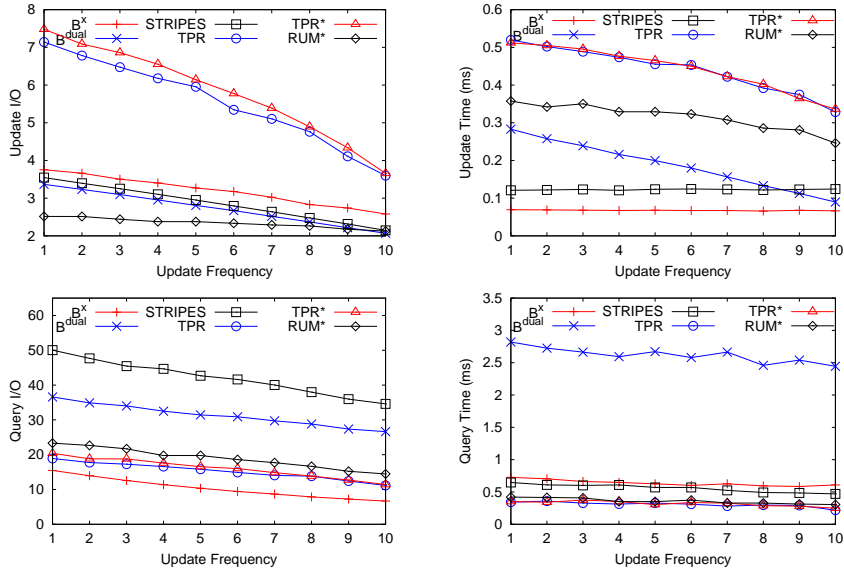 B^x STRIPES TPR*
B^dual TPR RUM*
8
7
6
5
4
3
2
Update I/O
1 2 3 4 5 6 7 8 9 10
Update Frequency
B^x STRIPES TPR*
B^dual TPR RUM*
0.6
0.5
0.4
0.3
0.2
0.1
0
Update Time (ms)
1 2 3 4 5 6 7 8 9 10
Update Frequency
B^x STRIPES TPR*
B^dual TPR RUM*
60
50
40
30
20
10
0
Query I/O
1 2 3 4 5 6 7 8 9 10
Update Frequency
B^x STRIPES TPR*
B^dual TPR RUM*
3.5
3
2.5
2
1.5
1
0.5
0
Query Time (ms)
1 2 3 4 5 6 7 8 9 10
Update Frequency